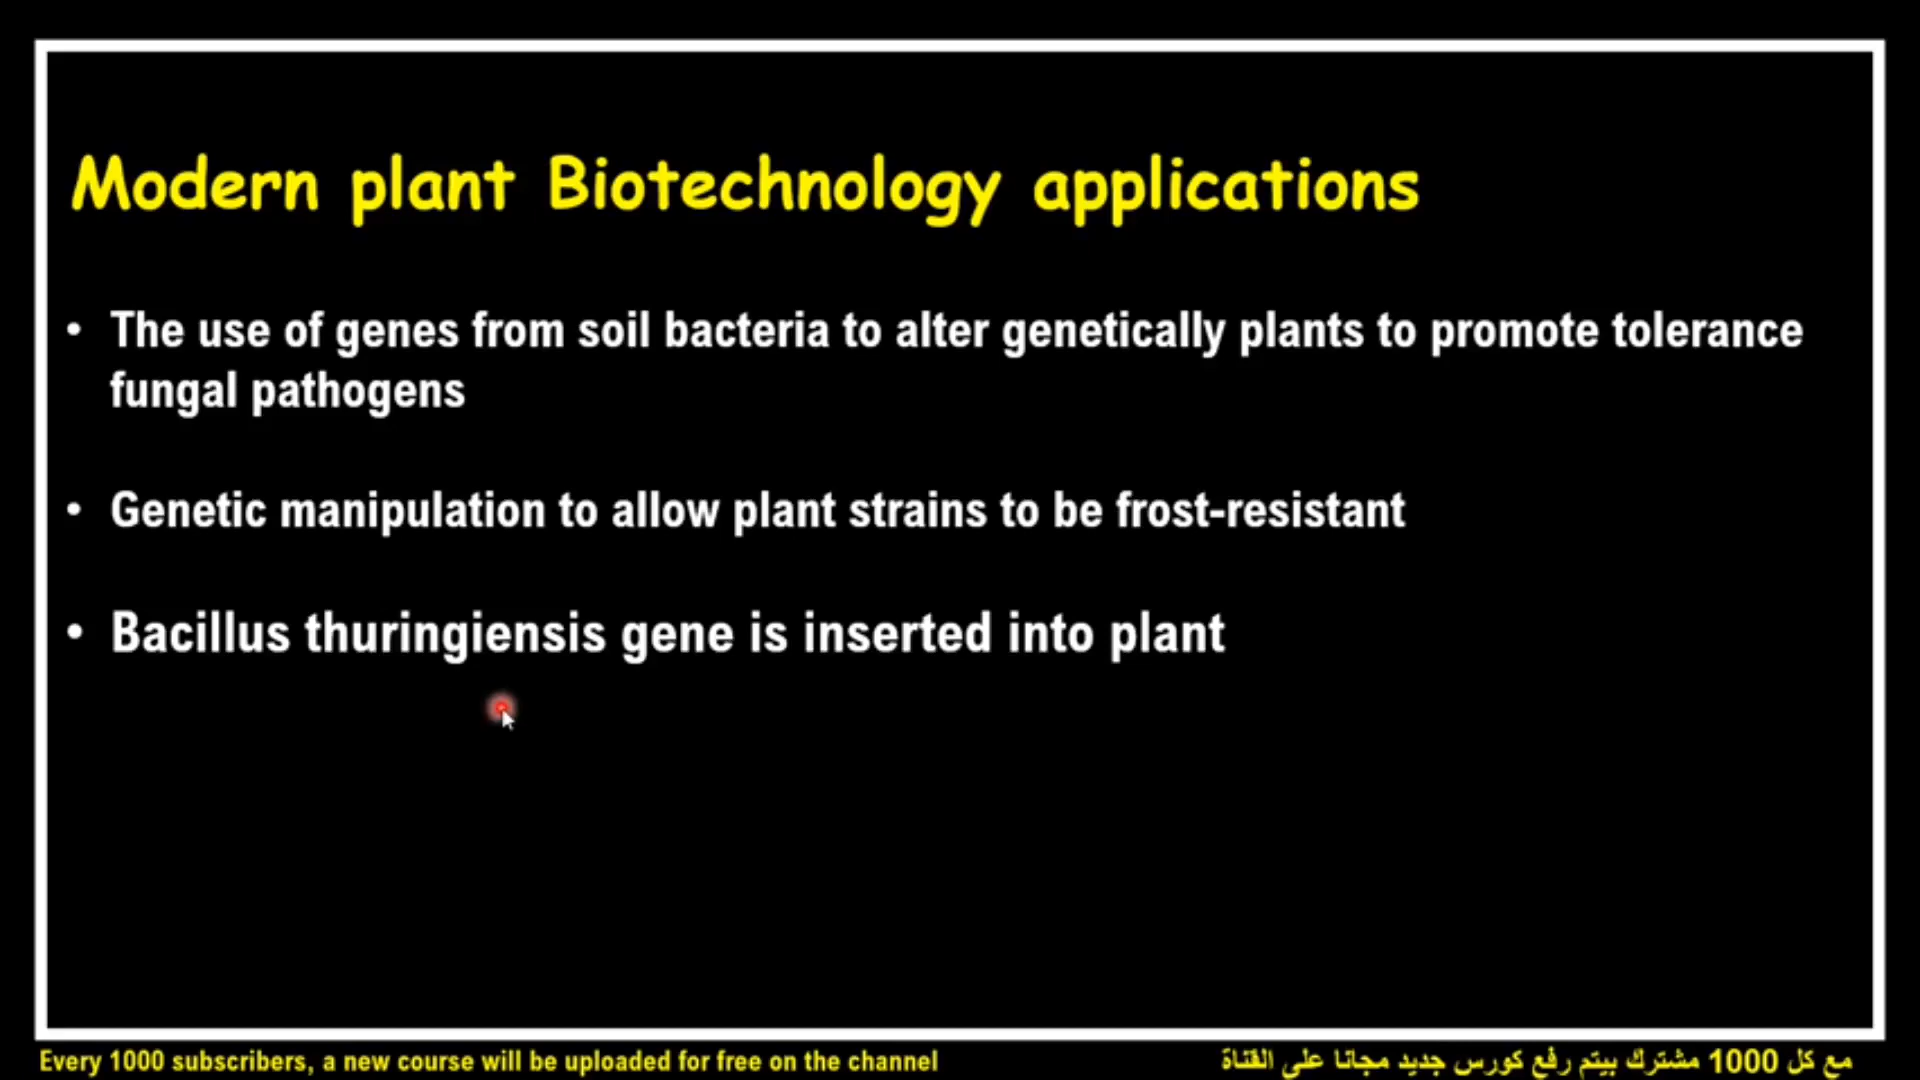 Modern plant Biotechnology applications
• The use of genes from soil bacteria to alter genetically plants to promote tolerance
fungal pathogens
• Genetic manipulation to allow plant strains to be frost-resistant
• Bacillus thuringiensis gene is inserted into plant
Every 1000 subscribers, a new course will be uploaded for free on the channel
مع كل 1000 مشترك بيتم رفع كورس جديد مجانا على القناة